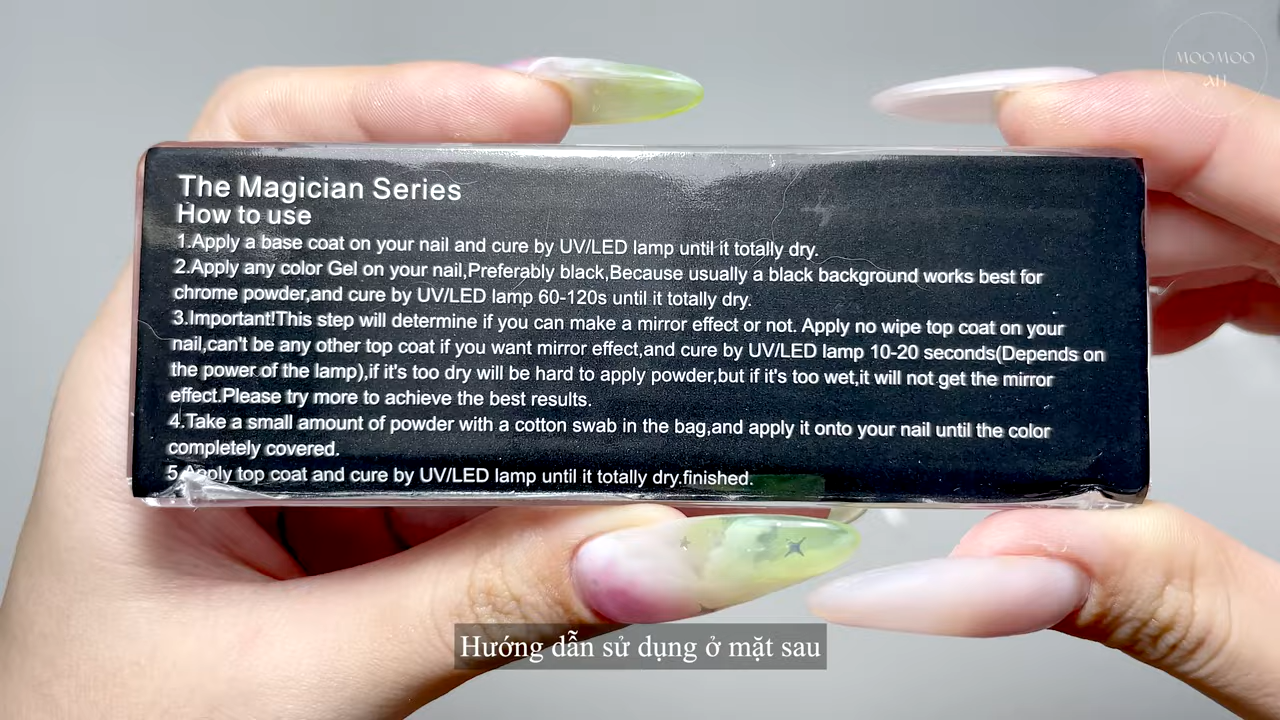 MOOMOO
AH
The Magician Series
How to use
1.Apply a base coat on your nail and cure by UV/LED lamp until it totally dry.
2.Apply any color Gel on your nail,Preferably black,Because usually a black background works best for
chrome powder,and cure by UV/LED lamp 60-120s until it totally dry.
3.Important!This step will determine if you can make a mirror effect or not. Apply no wipe top coat on your
nail,can't be any other top coat if you want mirror effect,and cure by UV/LED lamp 10-20 seconds(Depends on
the power of the lamp),if it's too dry will be hard to apply powder,but if it's too wet,it will not get the mirror
effect.Please try more to achieve the best results.
4.Take a small amount of powder with a cotton swab in the bag,and apply it onto your nail until the color
completely covered.
5.Apply top coat and cure by UV/LED lamp until it totally dry.finished.
Hướng dẫn sử dụng ở mặt sau